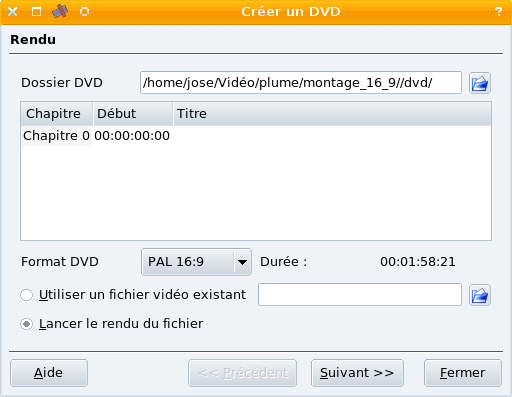 Créer un DVD ?
Rendu
Dossier DVD /home/jose/Vidéo/plume/montage_16_9//dvd/
Chapitre Début Titre
Chapitre 0 00:00:00:00
Format DVD PAL 16:9 Durée : 00:01:58:21
Utiliser un fichier vidéo existant
Lancer le rendu du fichier
Aide << Précédent Suivant >> Fermer